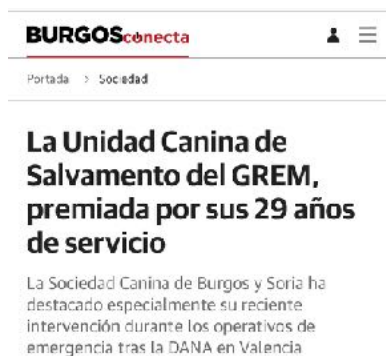 BURGOSconecta
Portada > Sociedad
La Unidad Canina de
Salvamento del GREM,
premiada por sus 29 años
de servicio
La Sociedad Canina de Burgos y Soria ha
destacado especialmente su reciente
intervención durante los operativos de
emergencia tras la DANA en Valencia